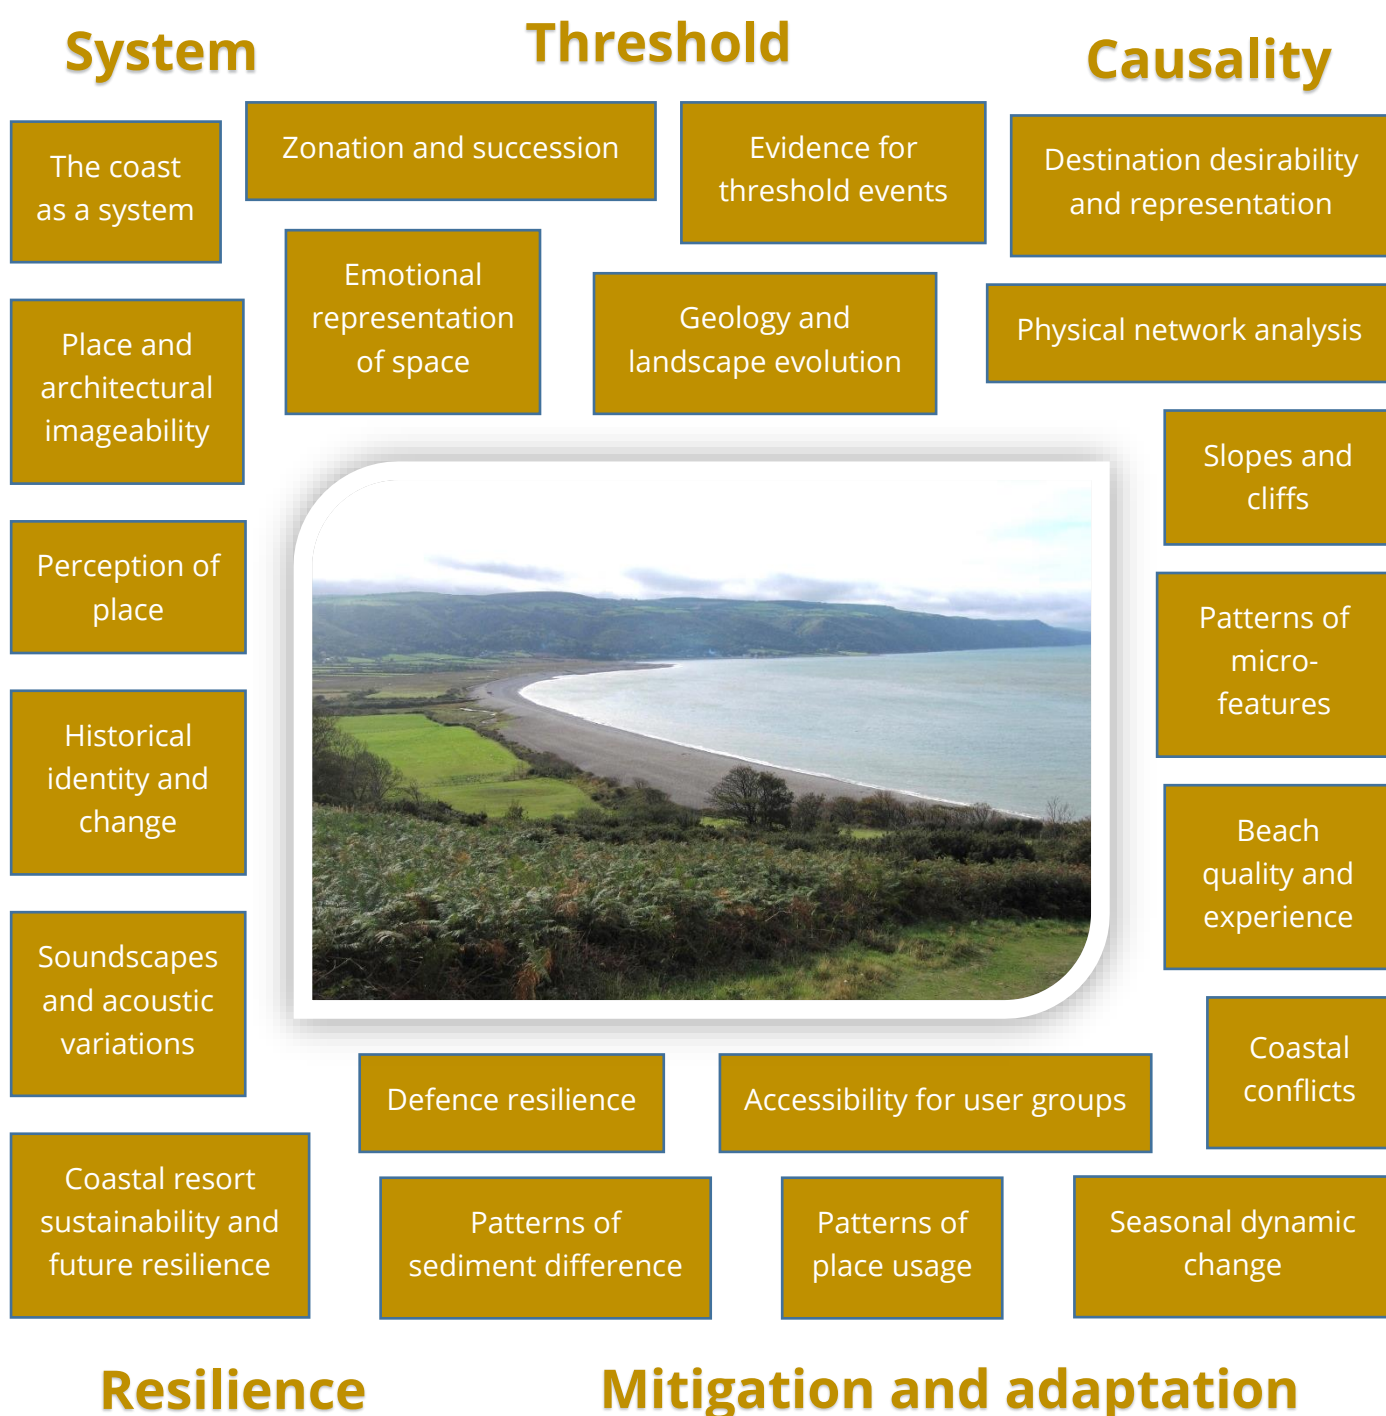 System
Threshold
Causality
The coast
as a system
Zonation and succession
Evidence for
threshold events
Destination desirability
and representation
Emotional
representation
of space
Geology and
landscape evolution
Physical network analysis
Place and
architectural
imageability
Slopes and
cliffs
Perception of
place
Patterns of
micro-
features
Historical
identity and
change
Beach
quality and
experience
Soundscapes
and acoustic
variations
Coastal
conflicts
Defence resilience
Accessibility for user groups
Coastal resort
sustainability and
future resilience
Patterns of
sediment difference
Patterns of
place usage
Seasonal dynamic
change
Resilience
Mitigation and adaptation